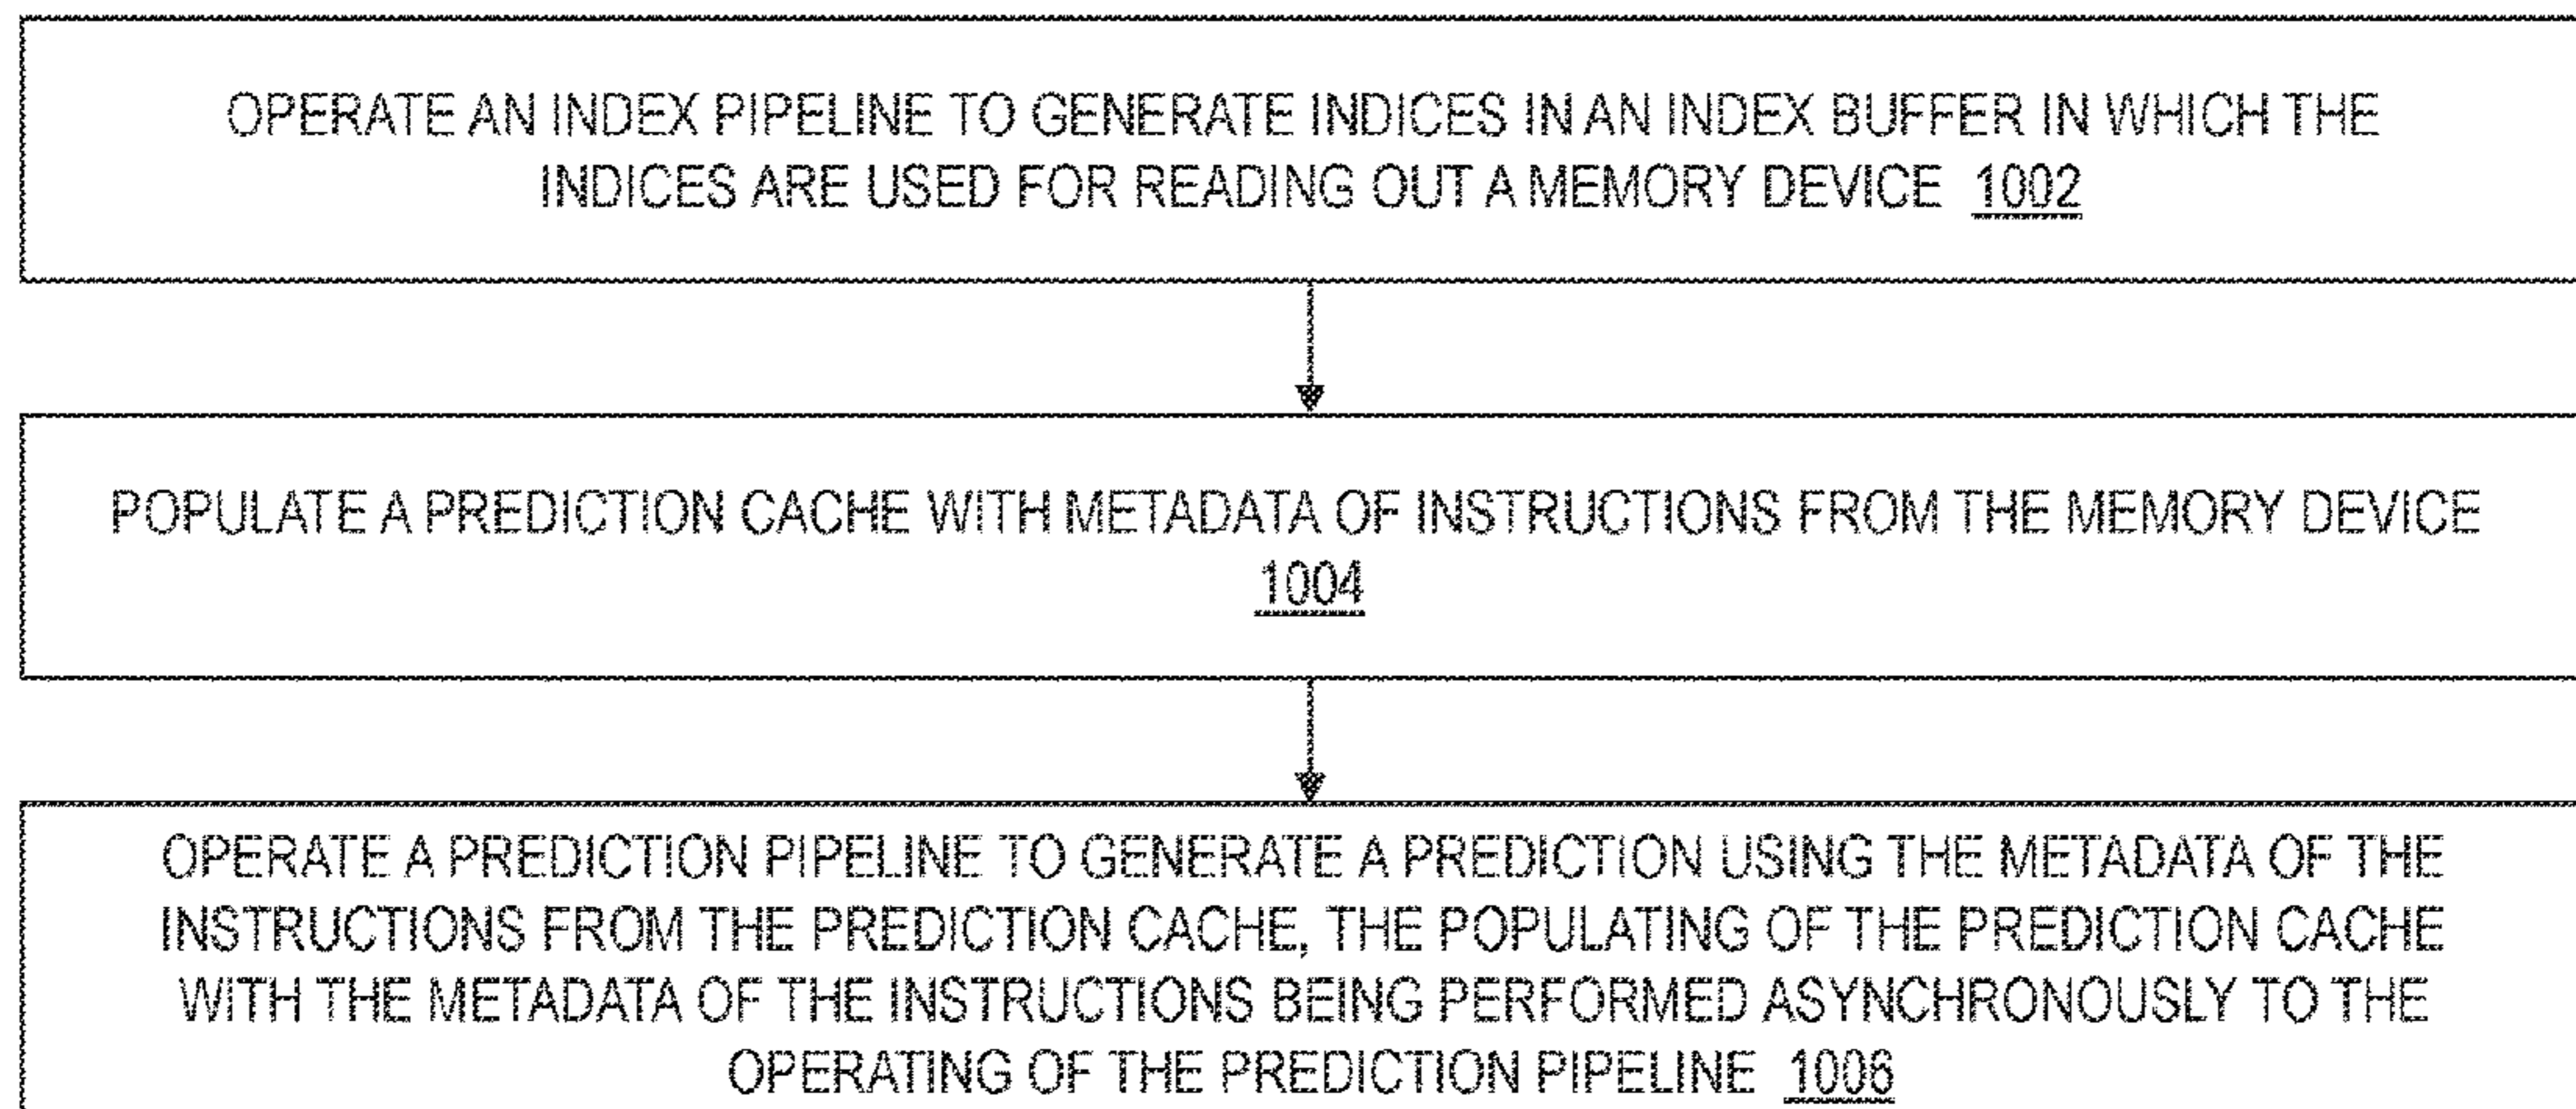 OPERATE AN INDEX PIPELINE TO GENERATE INDICES IN AN INDEX BUFFER IN WHICH THE
INDICES ARE USED FOR READING OUT A MEMORY DEVICE 1002
POPULATE A PREDICTION CACHE WITH METADATA OF INSTRUCTIONS FROM THE MEMORY DEVICE
1004
OPERATE A PREDICTION PIPELINE TO GENERATE A PREDICTION USING THE METADATA OF THE
INSTRUCTIONS FROM THE PREDICTION CACHE, THE POPULATING OF THE PREDICTION CACHE
WITH THE METADATA OF THE INSTRUCTIONS BEING PERFORMED ASYNCHRONOUSLY TO THE
OPERATING OF THE PREDICTION PIPELINE 1006